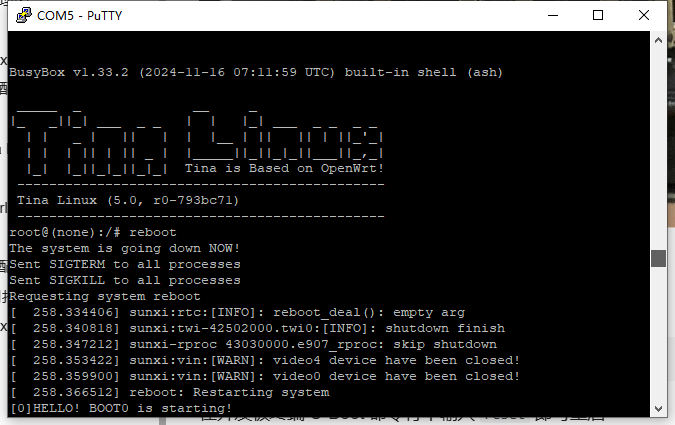 COM5 - PuTTY
BusyBox v1.33.2 (2024-11-16 07:11:59 UTC) built-in shell (ash)
Tina Linux
Tina is Based on OpenWrt!
----------------------------------------------
Tina Linux (5.0, r0-793bc71)
----------------------------------------------
root@(none):/# reboot
The system is going down NOW!
Sent SIGTERM to all processes
Sent SIGKILL to all processes
Requesting system reboot
[  258.334406] sunxi:rtc:[INFO]: reboot_deal(): empty arg
[  258.340818] sunxi:twi-42502000.twi0:[INFO]: shutdown finish
[  258.347212] sunxi-rproc 43030000.e907_rproc: skip shutdown
[  258.353422] sunxi:vin:[WARN]: video4 device have been closed!
[  258.359900] sunxi:vin:[WARN]: video0 device have been closed!
[  258.366512] reboot: Restarting system
[0]HELLO! BOOT0 is starting!